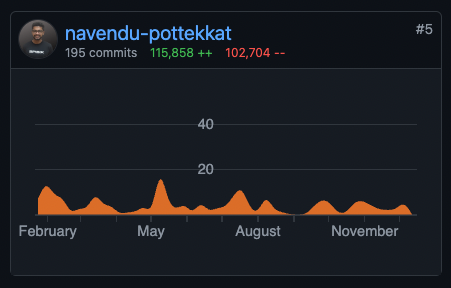 navendu-pottekkat
#5
195 commits 115,858 ++ 102,704 --
40
20
February May August November